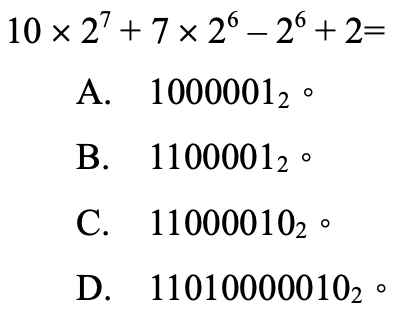 10 × 2⁷ + 7 × 2⁶ – 2⁶ + 2=
A. 1000001₂。
B. 1100001₂。
C. 11000010₂。
D. 11010000010₂。